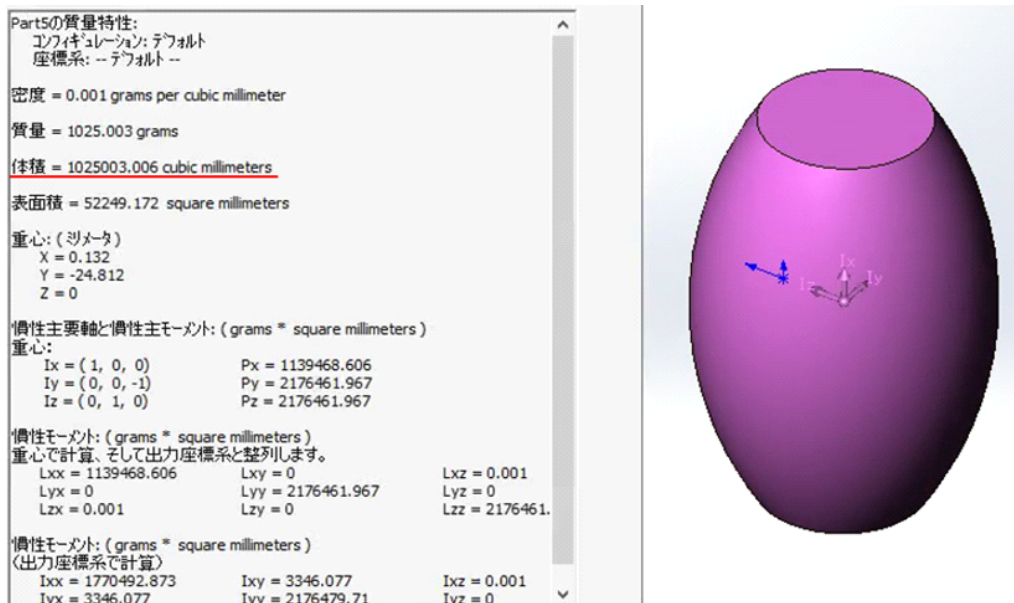 Part5の質量特性:
コンフィギュレーション: デフォルト
座標系: -- デフォルト --
密度 = 0.001 grams per cubic millimeter
質量 = 1025.003 grams
体積 = 1025003.006 cubic millimeters
表面積 = 52249.172 square millimeters
重心: ( ミリメータ )
X = 0.132
Y = -24.812
Z = 0
慣性主要軸と慣性主モーメント: ( grams * square millimeters )
重心:
Ix = ( 1, 0, 0) Px = 1139468.606
Iy = ( 0, 0, -1) Py = 2176461.967
Iz = ( 0, 1, 0) Pz = 2176461.967
慣性モーメント: ( grams * square millimeters )
重心で計算、そして出力座標系と整列します。
Lxx = 1139468.606 Lxy = 0 Lxz = 0.001
Lyx = 0 Lyy = 2176461.967 Lyz = 0
Lzx = 0.001 Lzy = 0 Lzz = 2176461.
慣性モーメント: ( grams * square millimeters )
(出力座標系で計算)
Ixx = 1770492.873 Ixy = 3346.077 Ixz = 0.001
Iyx = 3346.077 Iyy = 2176479.71 Iyz = 0
Ix
Iy
Iz